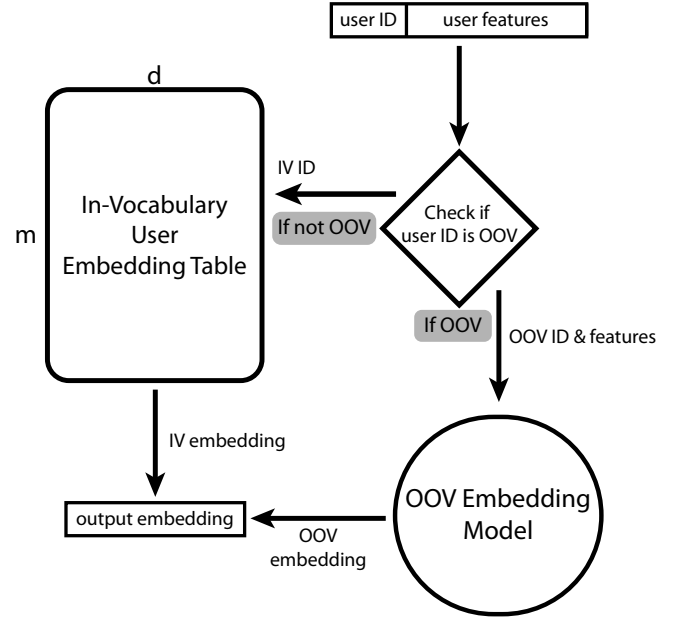 user ID
user features
d
m
In-Vocabulary
User
Embedding Table
IV ID
If not OOV
Check if
user ID is OOV
If OOV
OOV ID & features
IV embedding
output embedding
OOV
embedding
OOV Embedding
Model